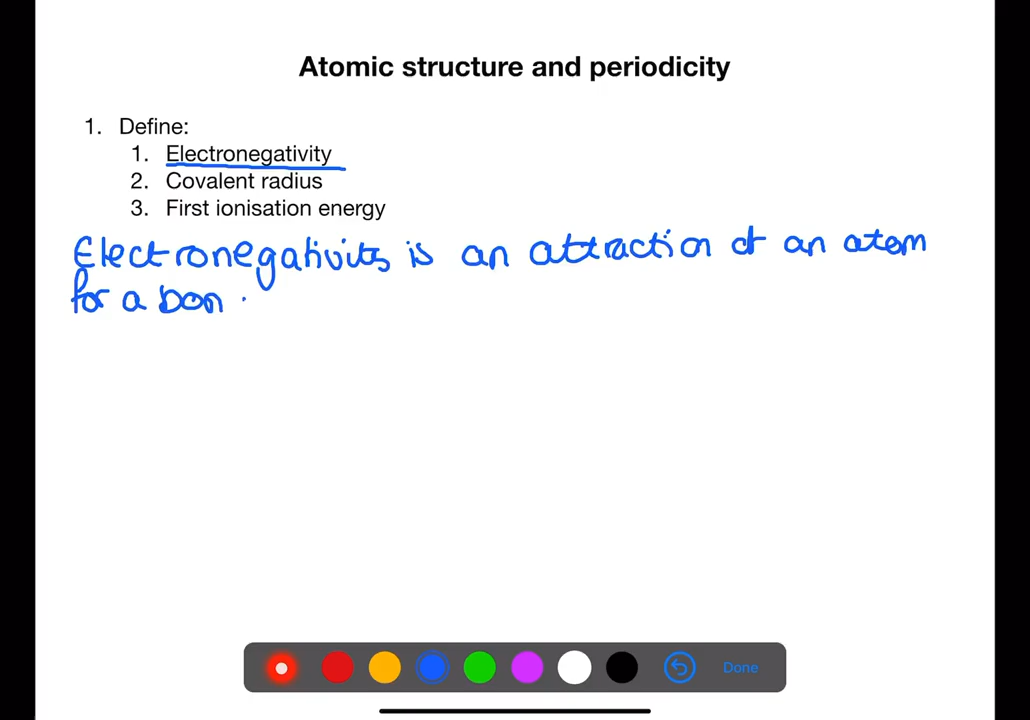 Atomic structure and periodicity
1. Define:
1. Electronegativity
2. Covalent radius
3. First ionisation energy
Electronegativity is an attraction of an atom
for a bon
Done